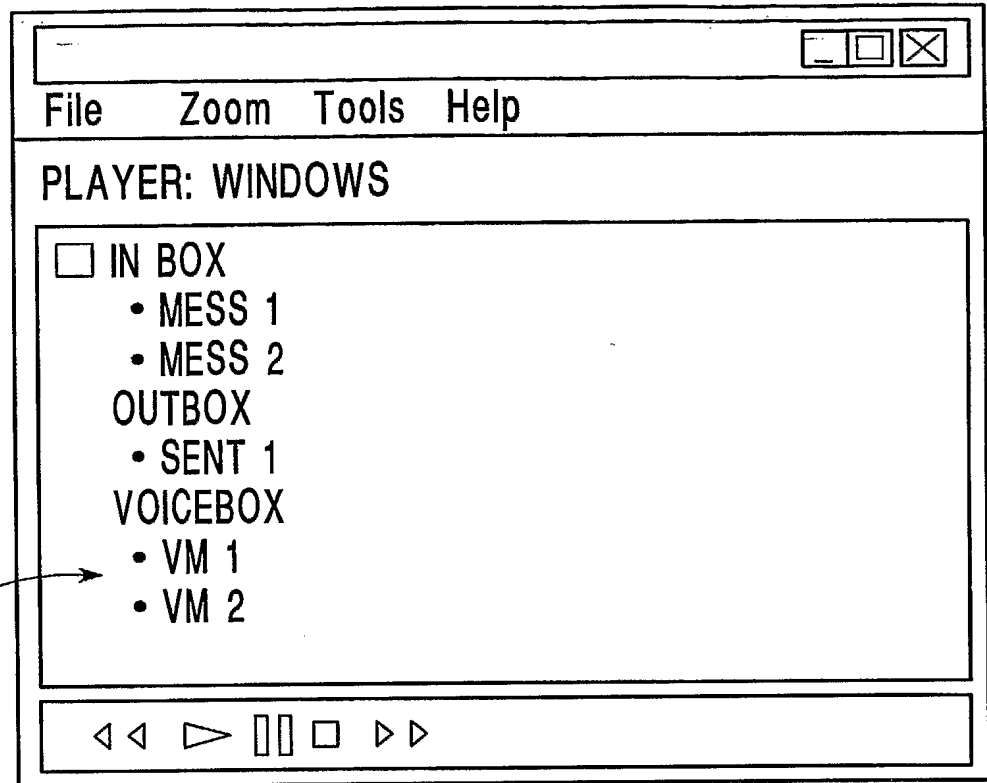 File Zoom Tools Help
PLAYER: WINDOWS
IN BOX
• MESS 1
• MESS 2
OUTBOX
• SENT 1
VOICEBOX
• VM 1
• VM 2